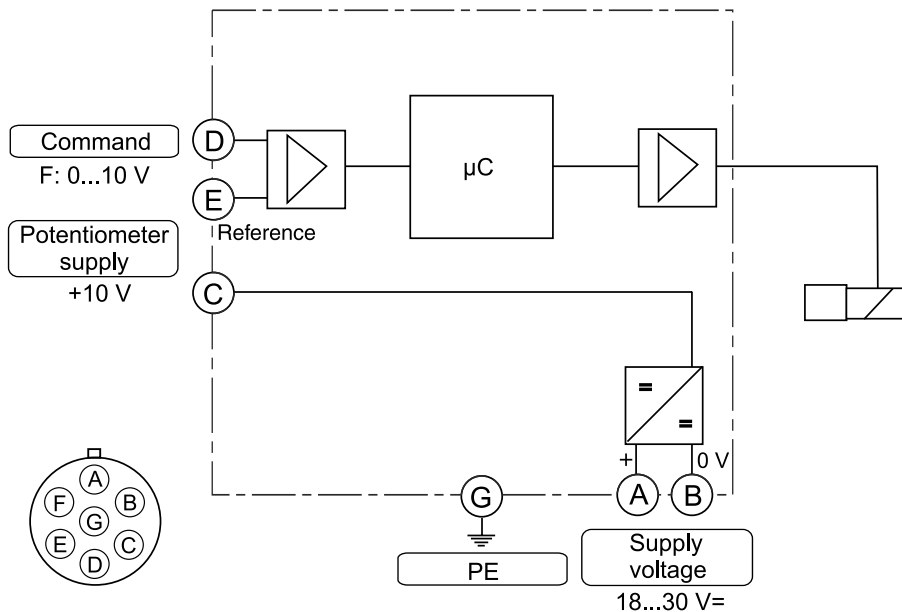 Command
F: 0...10 V
D
E
Reference
µC
Potentiometer
supply
+10 V
C
=
=
+
0 V
A
B
G
PE
Supply
voltage
18...30 V=
A
F
B
G
E
C
D